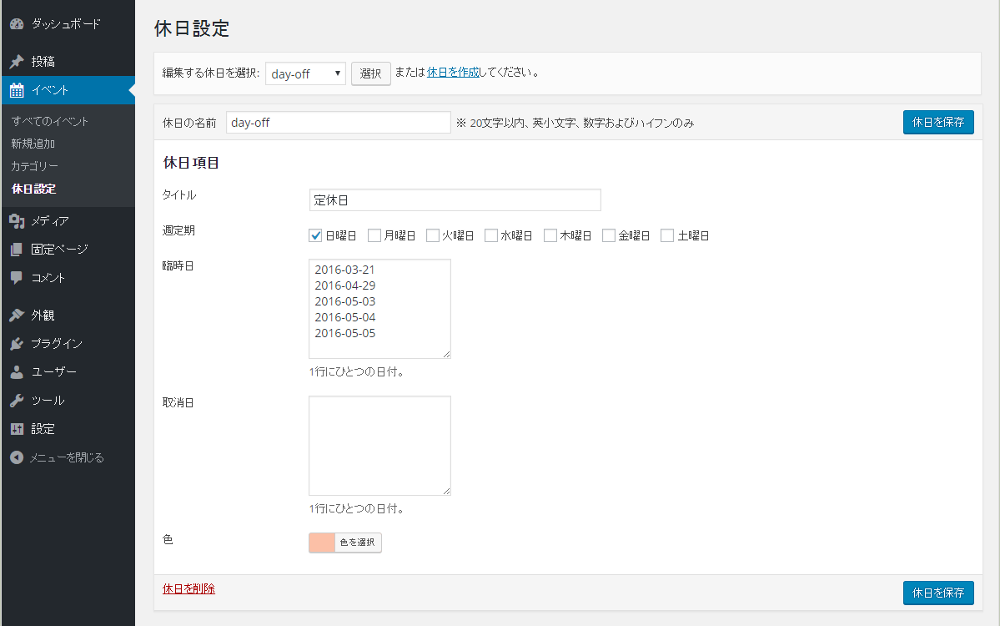 ダッシュボード
投稿
イベント
すべてのイベント
新規追加
カテゴリー
休日設定
メディア
固定ページ
コメント
外観
プラグイン
ユーザー
ツール
設定
メニューを閉じる
休日設定
編集する休日を選択: day-off 選択 または休日を作成してください。
休日の名前 day-off ※ 20文字以内、英小文字、数字およびハイフンのみ 休日を保存
休日項目
タイトル 定休日
週定期 日曜日 月曜日 火曜日 水曜日 木曜日 金曜日 土曜日
臨時日
2016-03-21
2016-04-29
2016-05-03
2016-05-04
2016-05-05
1行にひとつの日付。
取消日
1行にひとつの日付。
色 色を選択
休日を削除 休日を保存